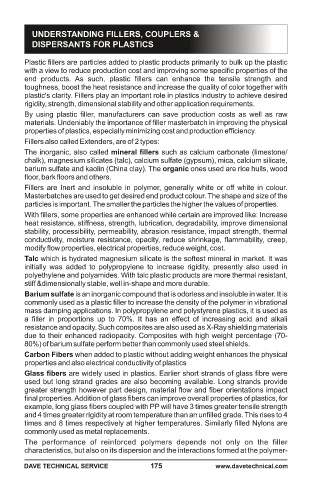 UNDERSTANDING FILLERS, COUPLERS &
DISPERSANTS FOR PLASTICS
Plastic fillers are particles added to plastic products primarily to bulk up the plastic
with a view to reduce production cost and improving some specific properties of the
end products. As such, plastic fillers can enhance the tensile strength and
toughness, boost the heat resistance and increase the quality of color together with
plastic's clarity. Fillers play an important role in plastics industry to achieve desired
rigidity, strength, dimensional stability and other application requirements.
By using plastic filler, manufacturers can save production costs as well as raw
materials. Undeniably the importance of filler masterbatch in improving the physical
properties of plastics, especially minimizing cost and production efficiency.
Fillers also called Extenders, are of 2 types:
The inorganic, also called mineral fillers such as calcium carbonate (limestone/
chalk), magnesium silicates (talc), calcium sulfate (gypsum), mica, calcium silicate,
barium sulfate and kaolin (China clay). The organic ones used are rice hulls, wood
floor, bark floors and others.
Fillers are Inert and insoluble in polymer, generally white or off white in colour.
Masterbatches are used to get desired end product colour. The shape and size of the
particles is important. The smaller the particles the higher the values of properties.
With fillers, some properties are enhanced while certain are improved like: Increase
heat resistance, stiffness, strength, lubrication, degradability, improve dimensional
stability, processibility, permeability, abrasion resistance, impact strength, thermal
conductivity, moisture resistance, opacity, reduce shrinkage, flammability, creep,
modify flow properties, electrical properties, reduce weight, cost.
Talc which is hydrated magnesium silicate is the softest mineral in market. It was
initially was added to polypropylene to increase rigidity, presently also used in
polyethylene and polyamides. With talc plastic products are more thermal resistant,
stiff &dimensionally stable, well in-shape and more durable.
Barium sulfate is an inorganic compound that is odorless and insoluble in water. It is
commonly used as a plastic filler to increase the density of the polymer in vibrational
mass damping applications. In polypropylene and polystyrene plastics, it is used as
a filler in proportions up to 70%. It has an effect of increasing acid and alkali
resistance and opacity. Such composites are also used as X-Ray shielding materials
due to their enhanced radiopacity. Composites with high weight percentage (70-
80%) of barium sulfate perform better than commonly used steel shields.
Carbon Fibers when added to plastic without adding weight enhances the physical
properties and also electrical conductivity of plastics
Glass fibers are widely used in plastics. Earlier short strands of glass fibre were
used but long strand grades are also becoming available. Long strands provide
greater strength however part design, material flow and fiber orientations impact
final properties. Addition of glass fibers can improve overall properties of plastics, for
example, long glass fibers coupled with PP will have 3 times greater tensile strength
and 4 times greater rigidity at room temperature than an unfilled grade. This rises to 4
times and 8 times respectively at higher temperatures. Similarly filled Nylons are
commonly used as metal replacements.
The performance of reinforced polymers depends not only on the filler
characteristics, but also on its dispersion and the interactions formed at the polymer-
DAVE TECHNICAL SERVICE 175 www.davetechnical.com